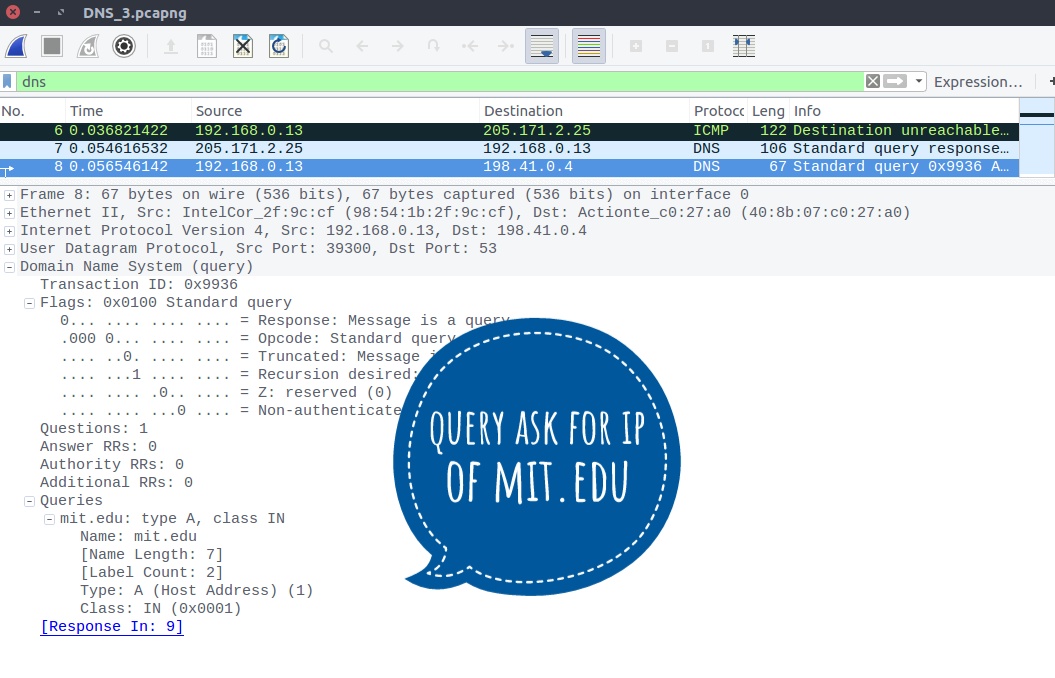 DNS_3.pcapng
dns
Expression…
No. Time Source Destination Protoc Leng Info
6 0.036821422 192.168.0.13 205.171.2.25 ICMP 122 Destination unreachable…
7 0.054616532 205.171.2.25 192.168.0.13 DNS 106 Standard query response…
8 0.056546142 192.168.0.13 198.41.0.4 DNS 67 Standard query 0x9936 A…
Frame 8: 67 bytes on wire (536 bits), 67 bytes captured (536 bits) on interface 0
Ethernet II, Src: IntelCor_2f:9c:cf (98:54:1b:2f:9c:cf), Dst: Actionte_c0:27:a0 (40:8b:07:c0:27:a0)
Internet Protocol Version 4, Src: 192.168.0.13, Dst: 198.41.0.4
User Datagram Protocol, Src Port: 39300, Dst Port: 53
Domain Name System (query)
Transaction ID: 0x9936
Flags: 0x0100 Standard query
0... .... .... .... = Response: Message is a query
.000 0... .... .... = Opcode: Standard query
.... ..0. .... .... = Truncated: Message
.... ...1 .... .... = Recursion desired:
.... .... .0.. .... = Z: reserved (0)
.... .... ...0 .... = Non-authenticate
Questions: 1
Answer RRs: 0
Authority RRs: 0
Additional RRs: 0
Queries
mit.edu: type A, class IN
Name: mit.edu
[Name Length: 7]
[Label Count: 2]
Type: A (Host Address) (1)
Class: IN (0x0001)
[Response In: 9]
QUERY ASK FOR IP
OF MIT.EDU